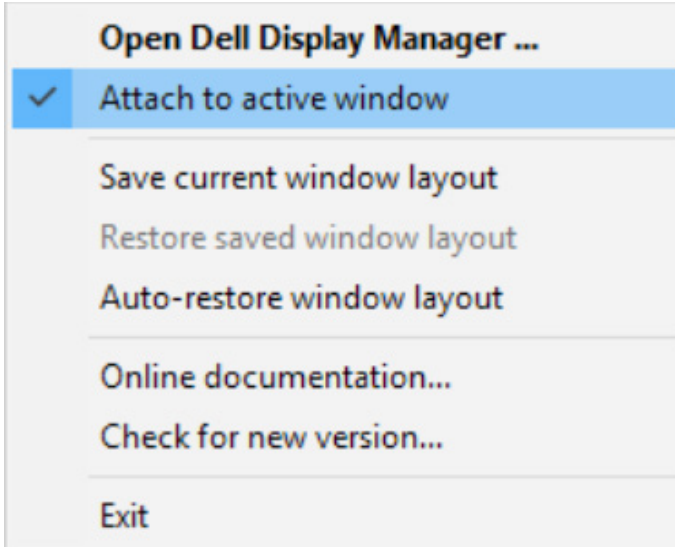 Open Dell Display Manager ...
Attach to active window
Save current window layout
Restore saved window layout
Auto-restore window layout
Online documentation...
Check for new version...
Exit